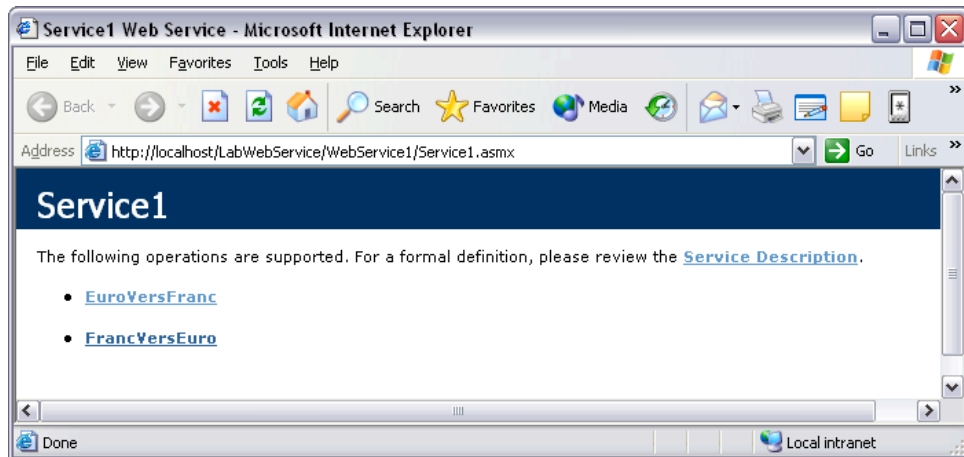 Service1 Web Service - Microsoft Internet Explorer
File Edit View Favorites Tools Help
Back Search Favorites Media »
Address http://localhost/LabWebService/WebService1/Service1.asmx Go Links »
Service1
The following operations are supported. For a formal definition, please review the Service Description.
• EuroVersFranc
• FrancVersEuro
Done Local intranet